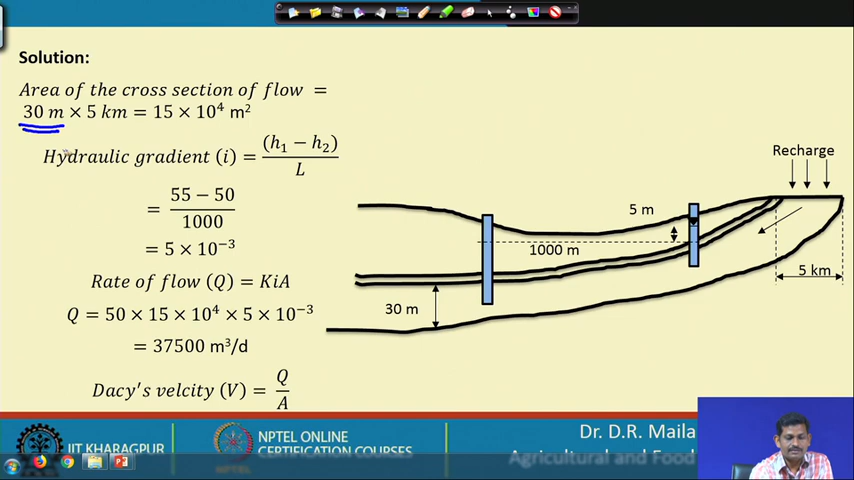 Solution:
Area of the cross section of flow =
30 m × 5 km = 15 × 10⁴ m²
Hydraulic gradient (i) = (h₁ − h₂) / L
= 55 − 50 / 1000
= 5 × 10⁻³
Rate of flow (Q) = KiA
Q = 50 × 15 × 10⁴ × 5 × 10⁻³
= 37500 m³/d
Dacy's velcity (V) = Q / A
Recharge
5 m
1000 m
5 km
30 m
IIT KHARAGPUR
NPTEL ONLINE
CERTIFICATION COURSES
Dr. D.R. Maila
Agricultural and Food